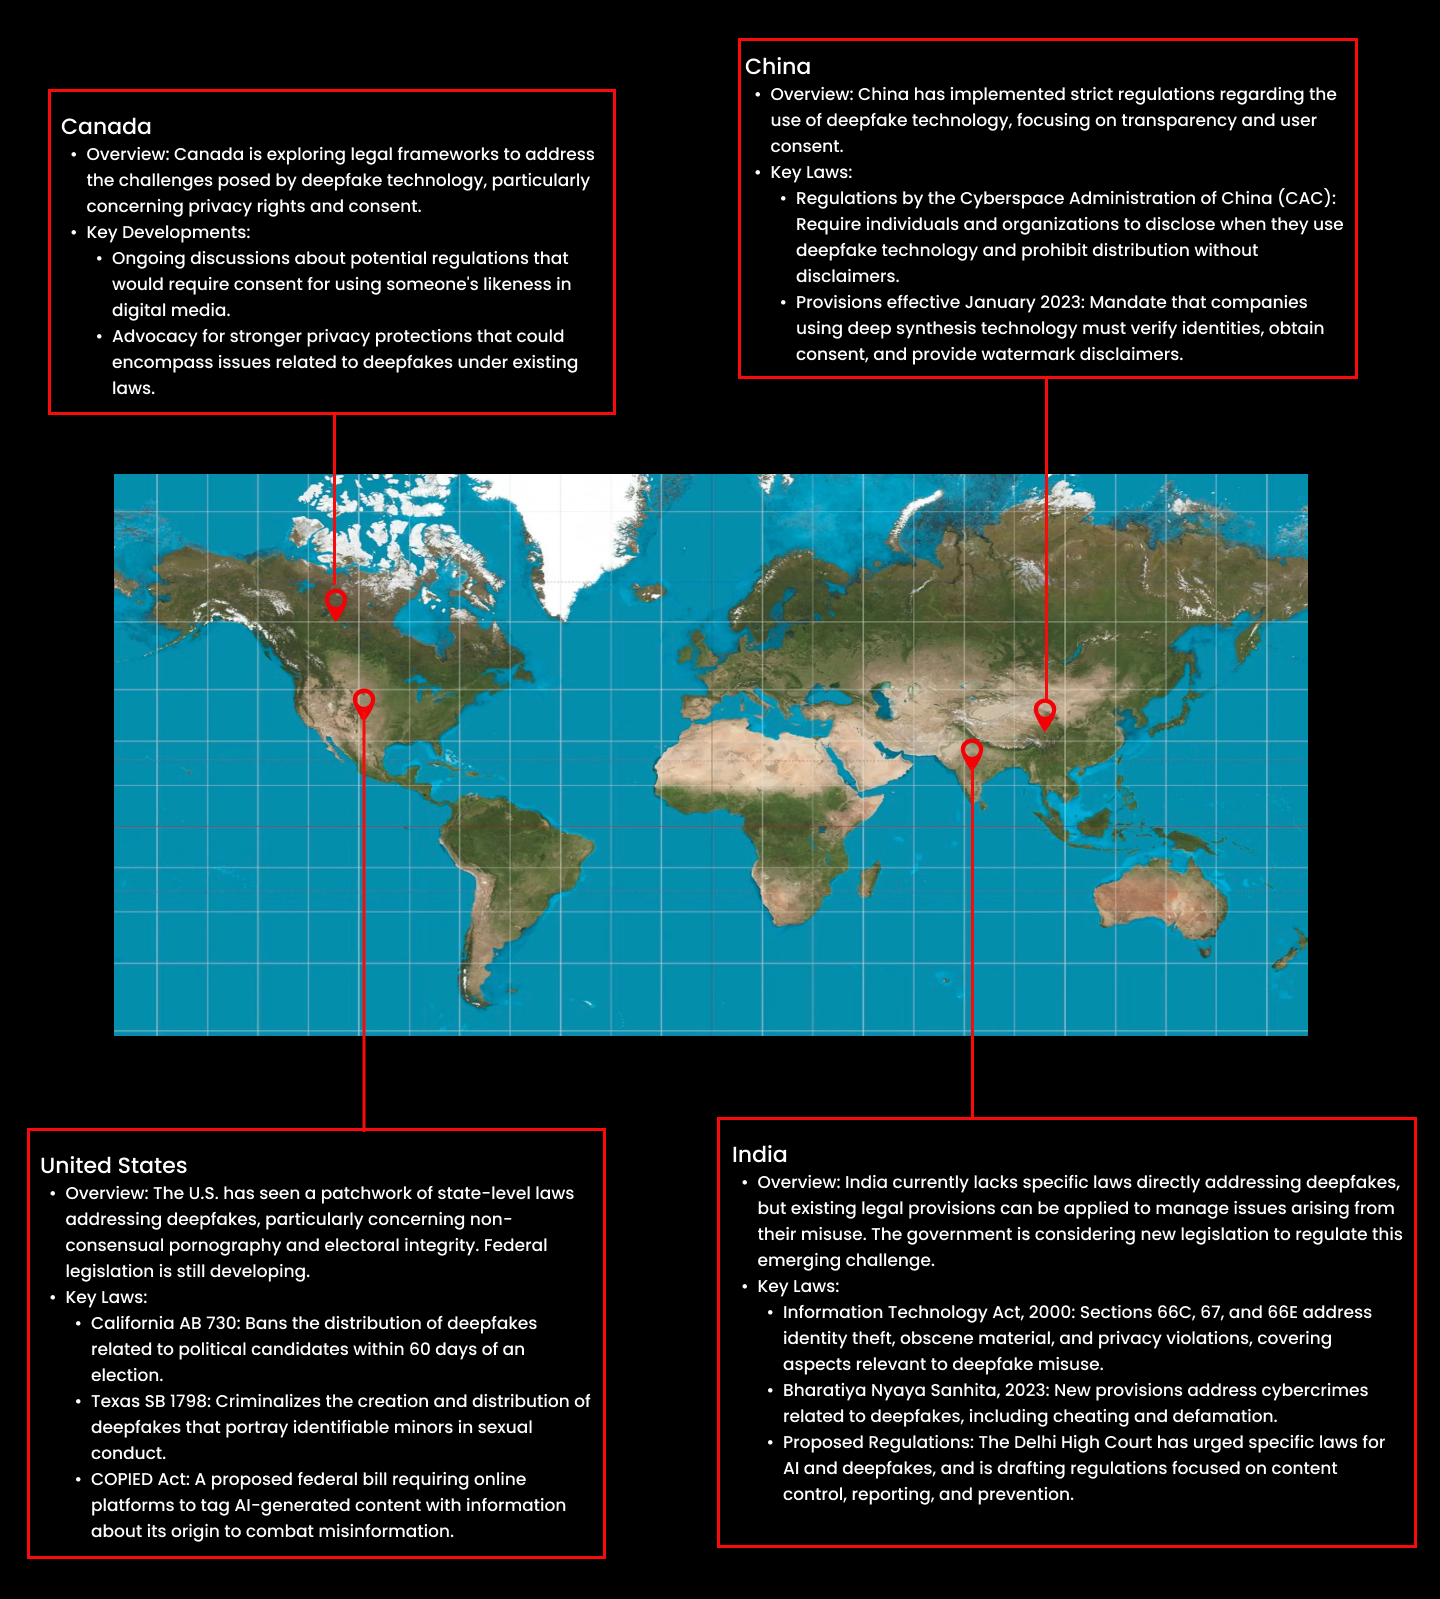 Canada
• Overview: Canada is exploring legal frameworks to address
the challenges posed by deepfake technology, particularly
concerning privacy rights and consent.
• Key Developments:
• Ongoing discussions about potential regulations that
would require consent for using someone's likeness in
digital media.
• Advocacy for stronger privacy protections that could
encompass issues related to deepfakes under existing
laws.
China
• Overview: China has implemented strict regulations regarding the
use of deepfake technology, focusing on transparency and user
consent.
• Key Laws:
• Regulations by the Cyberspace Administration of China (CAC):
Require individuals and organizations to disclose when they use
deepfake technology and prohibit distribution without
disclaimers.
• Provisions effective January 2023: Mandate that companies
using deep synthesis technology must verify identities, obtain
consent, and provide watermark disclaimers.
United States
• Overview: The U.S. has seen a patchwork of state-level laws
addressing deepfakes, particularly concerning non-
consensual pornography and electoral integrity. Federal
legislation is still developing.
• Key Laws:
• California AB 730: Bans the distribution of deepfakes
related to political candidates within 60 days of an
election.
• Texas SB 1798: Criminalizes the creation and distribution of
deepfakes that portray identifiable minors in sexual
conduct.
• COPIED Act: A proposed federal bill requiring online
platforms to tag AI-generated content with information
about its origin to combat misinformation.
India
• Overview: India currently lacks specific laws directly addressing deepfakes,
but existing legal provisions can be applied to manage issues arising from
their misuse. The government is considering new legislation to regulate this
emerging challenge.
• Key Laws:
• Information Technology Act, 2000: Sections 66C, 67, and 66E address
identity theft, obscene material, and privacy violations, covering
aspects relevant to deepfake misuse.
• Bharatiya Nyaya Sanhita, 2023: New provisions address cybercrimes
related to deepfakes, including cheating and defamation.
• Proposed Regulations: The Delhi High Court has urged specific laws for
AI and deepfakes, and is drafting regulations focused on content
control, reporting, and prevention.